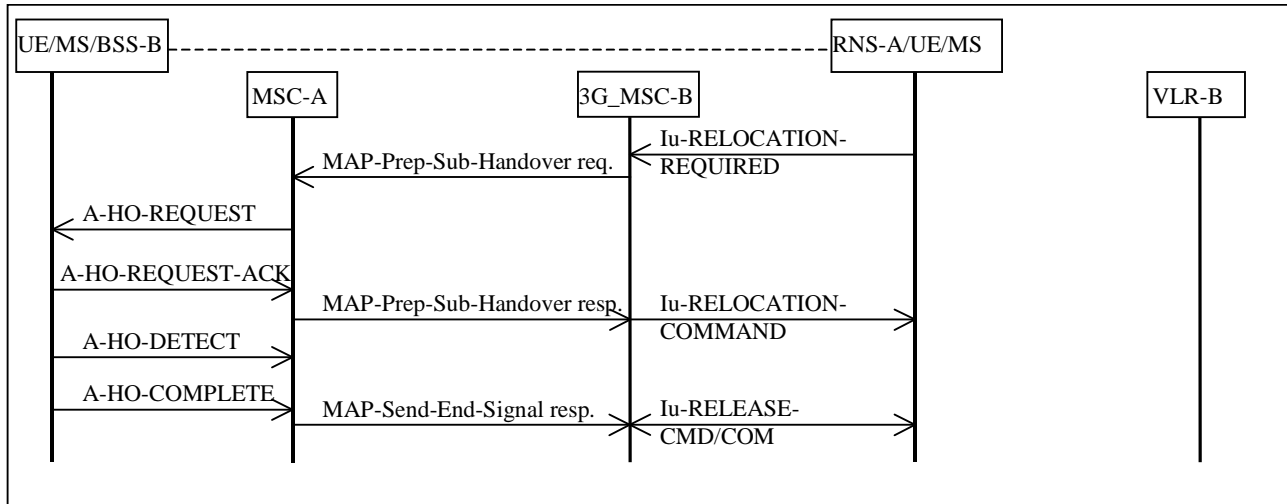 UE/MS/BSS-B
RNS-A/UE/MS
MSC-A
3G_MSC-B
VLR-B
Iu-RELOCATION-
REQUIRED
MAP-Prep-Sub-Handover req.
A-HO-REQUEST
A-HO-REQUEST-ACK
MAP-Prep-Sub-Handover resp.
Iu-RELOCATION-
COMMAND
A-HO-DETECT
A-HO-COMPLETE
MAP-Send-End-Signal resp.
Iu-RELEASE-
CMD/COM